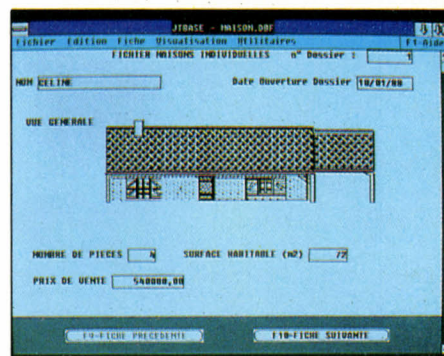 JTBASE - MAISON.DBF
Fichier Edition Fiche Visualisation Utilitaires F1-Aide
FICHIER MAISONS INDIVIDUELLES n° Dossier : 1
NOM CELINE Date Ouverture Dossier 10/01/88
VUE GENERALE
NOMBRE DE PIECES 4 SURFACE HABITABLE (m2) 72
PRIX DE VENTE 540000,00
F9-FICHE PRECEDENTE F10-FICHE SUIVANTE